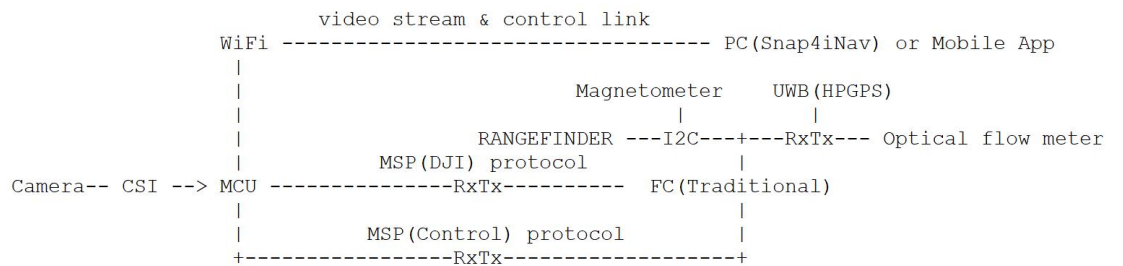 video stream & control link
WiFi ----------------------------------- PC(Snap4iNav) or Mobile App
|
| Magnetometer UWB(HPGPS)
| | |
| RANGEFINDER ---I2C---+---RxTx--- Optical flow meter
| MSP(DJI) protocol |
Camera-- CSI --> MCU ---------------RxTx---------- FC(Traditional)
| |
| MSP(Control) protocol |
+-----------------RxTx-------------------+